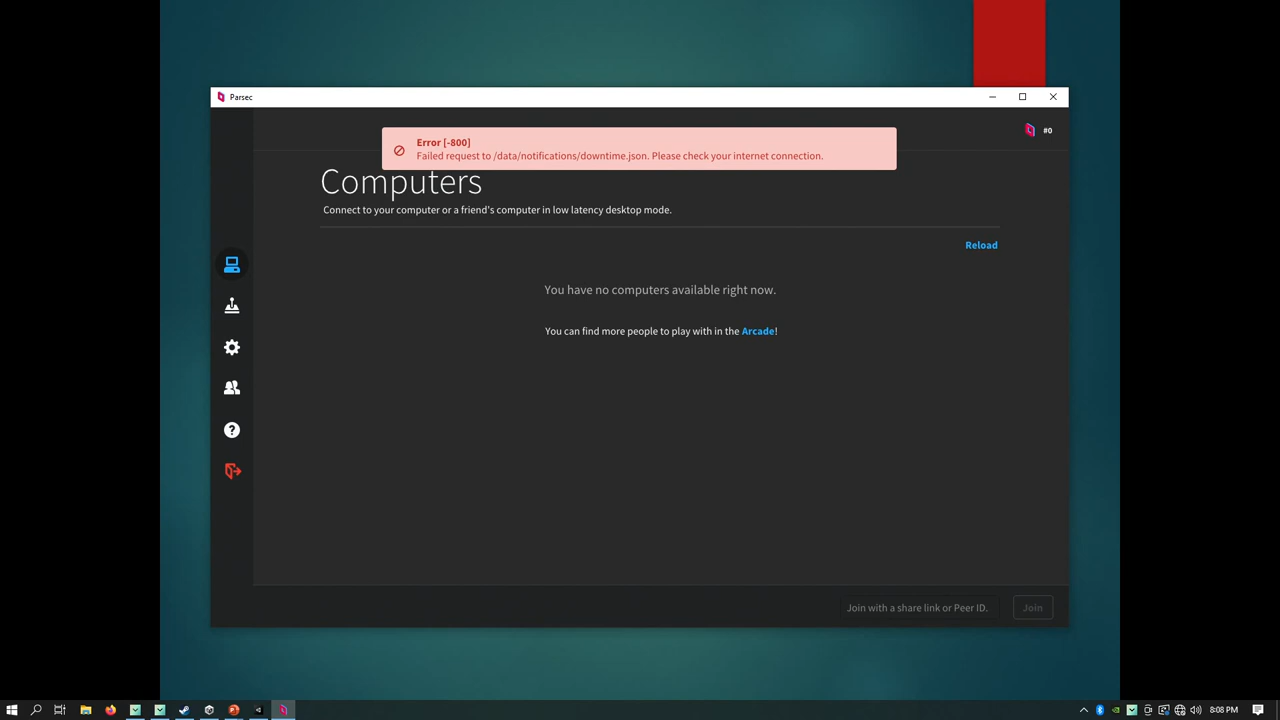 Parsec
#0
Error [-800]
Failed request to /data/notifications/downtime.json. Please check your internet connection.
Computers
Connect to your computer or a friend's computer in low latency desktop mode.
Reload
You have no computers available right now.
You can find more people to play with in the Arcade!
Join with a share link or Peer ID.
Join
8:08 PM